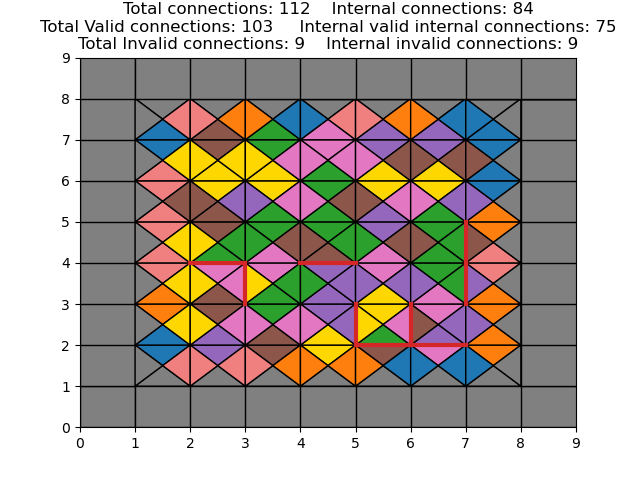 Total connections: 112    Internal connections: 84
Total Valid connections: 103     Internal valid internal connections: 75
Total Invalid connections: 9    Internal invalid connections: 9
9
8
7
6
5
4
3
2
1
0
0 1 2 3 4 5 6 7 8 9